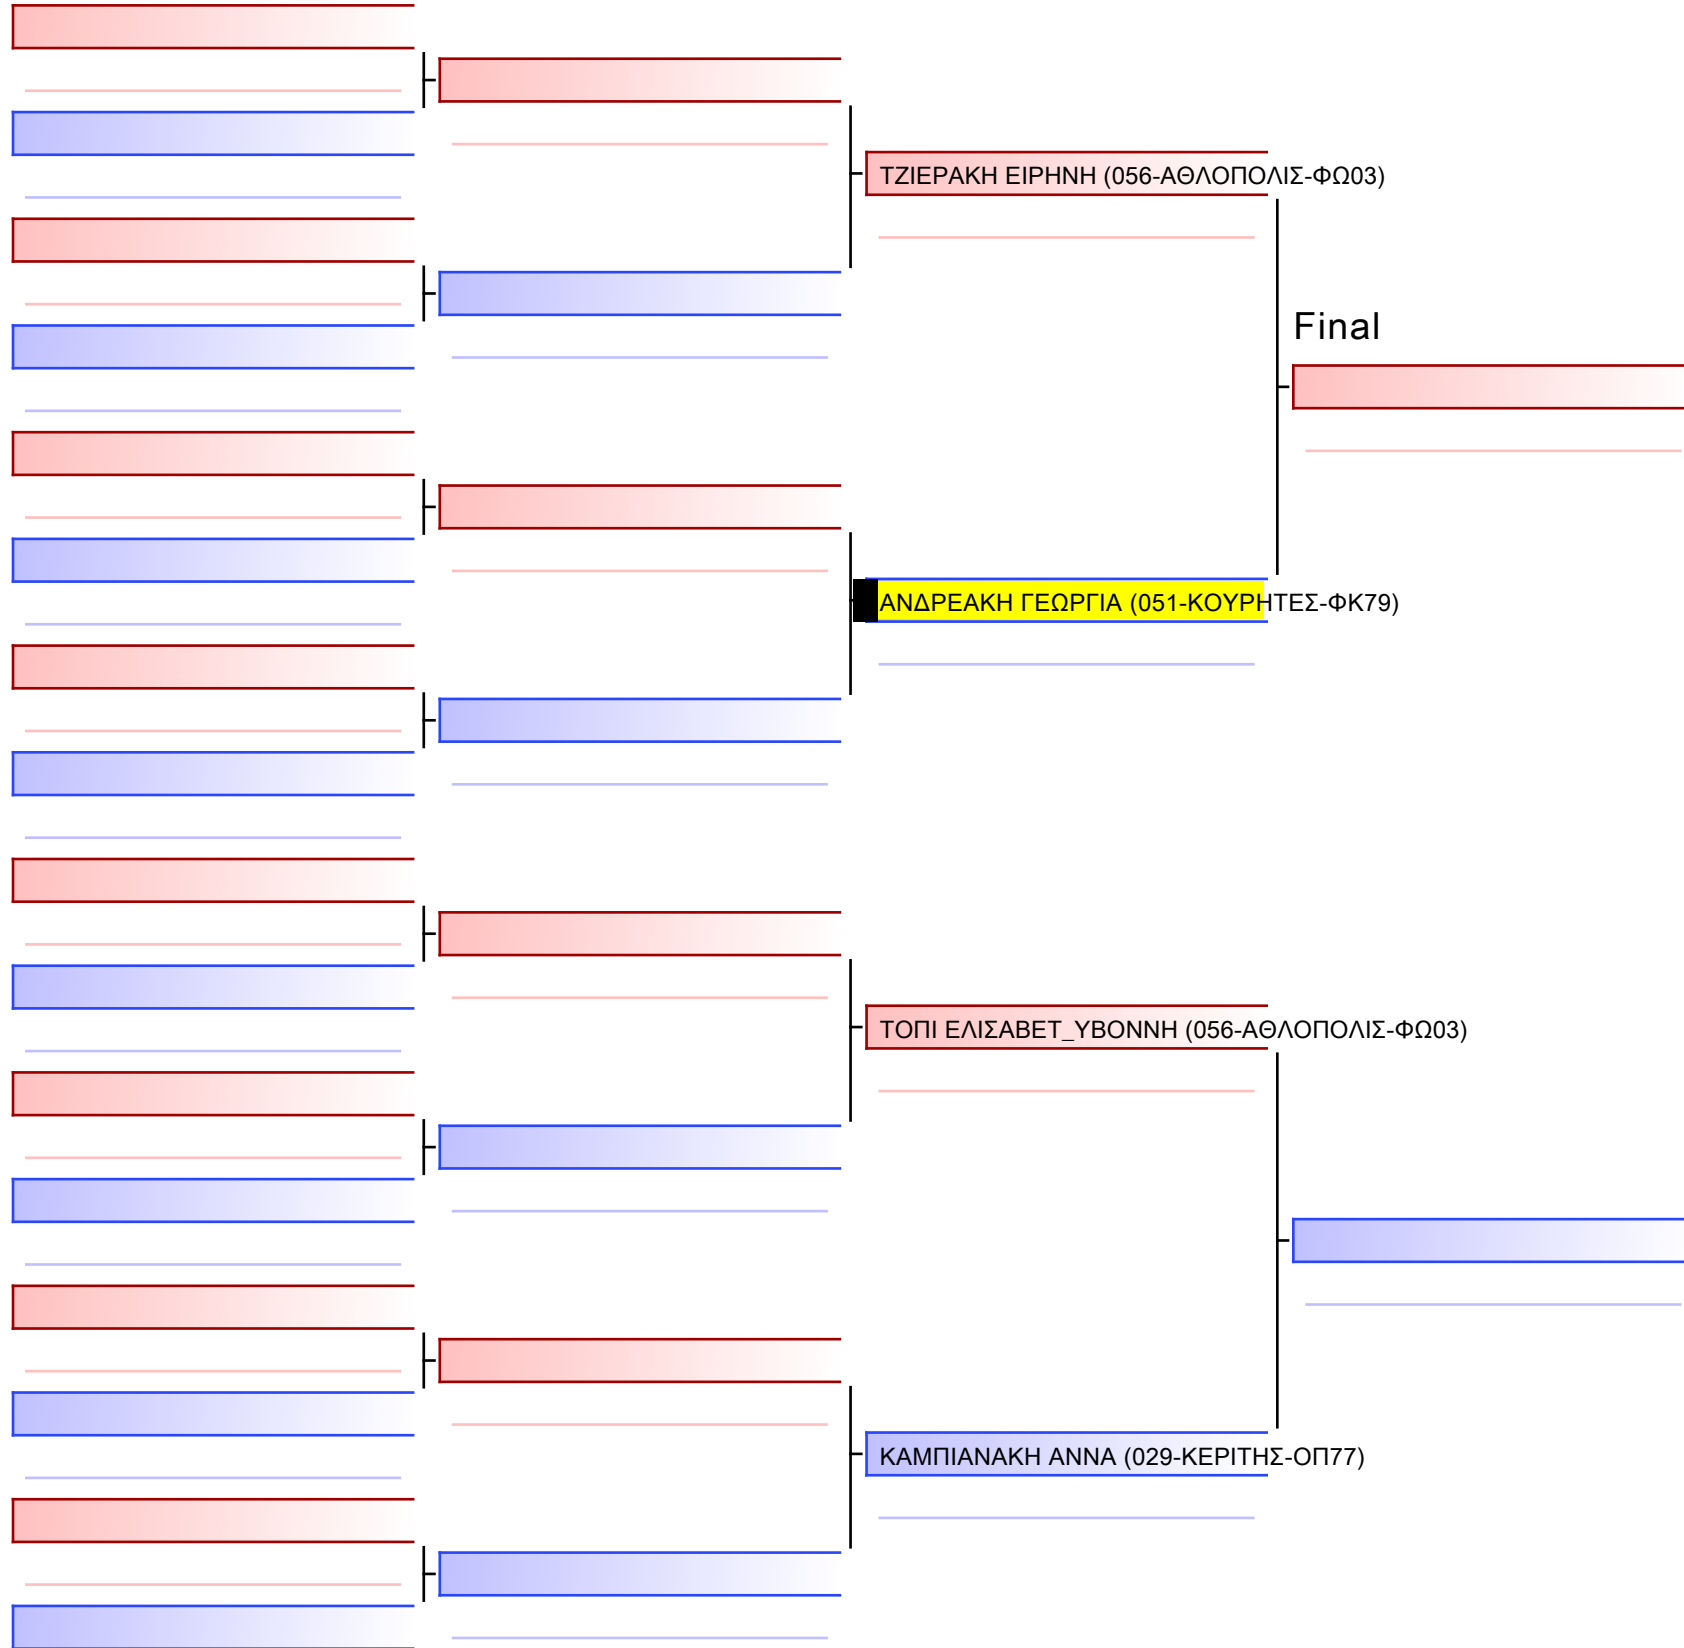 ΤΖΙΕΡΑΚΗ ΕΙΡΗΝΗ (056-ΑΘΛΟΠΟΛΙΣ-ΦΩ03)
Final
ΑΝΔΡΕΑΚΗ ΓΕΩΡΓΙΑ (051-ΚΟΥΡΗΤΕΣ-ΦΚ79)
ΤΟΠΙ ΕΛΙΣΑΒΕΤ_ΥΒΟΝΝΗ (056-ΑΘΛΟΠΟΛΙΣ-ΦΩ03)
ΚΑΜΠΙΑΝΑΚΗ ΑΝΝΑ (029-ΚΕΡΙΤΗΣ-ΟΠ77)